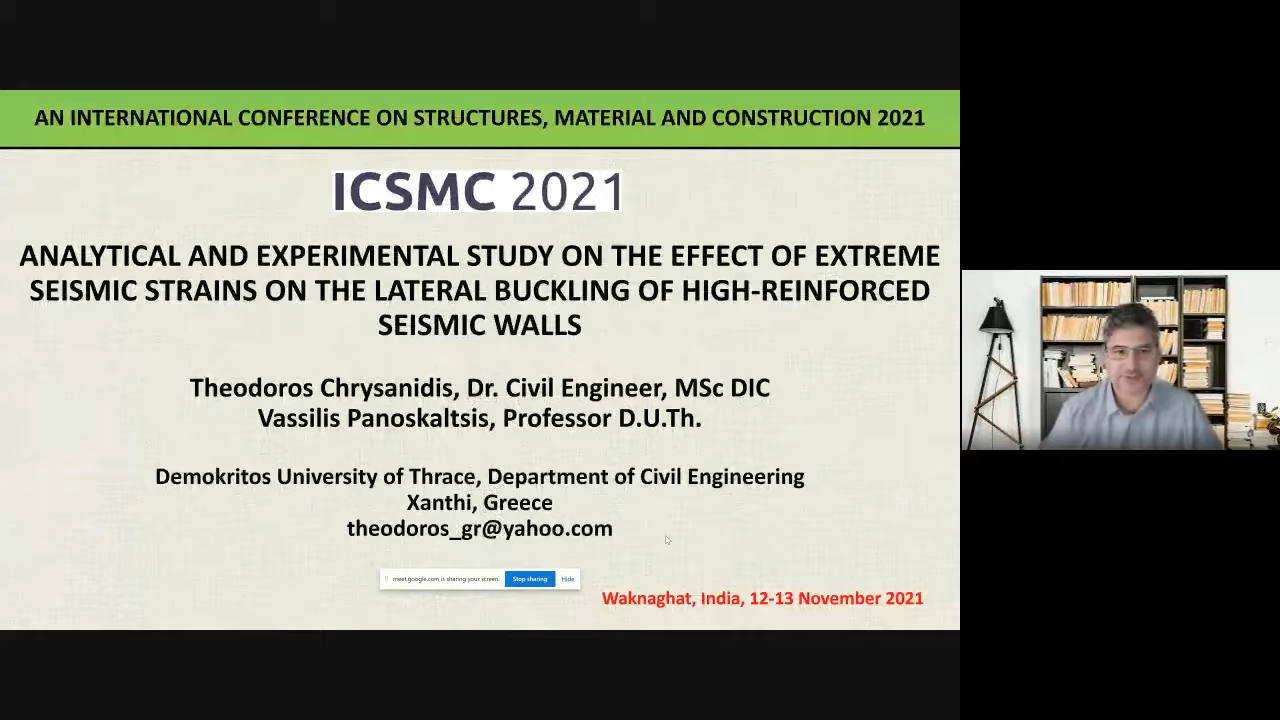 AN INTERNATIONAL CONFERENCE ON STRUCTURES, MATERIAL AND CONSTRUCTION 2021
ICSMC 2021
ANALYTICAL AND EXPERIMENTAL STUDY ON THE EFFECT OF EXTREME
SEISMIC STRAINS ON THE LATERAL BUCKLING OF HIGH-REINFORCED
SEISMIC WALLS
Theodoros Chrysanidis, Dr. Civil Engineer, MSc DIC
Vassilis Panoskaltsis, Professor D.U.Th.
Demokritos University of Thrace, Department of Civil Engineering
Xanthi, Greece
theodoros_gr@yahoo.com
meet.google.com is sharing your screen. Stop sharing Hide
Waknaghat, India, 12-13 November 2021